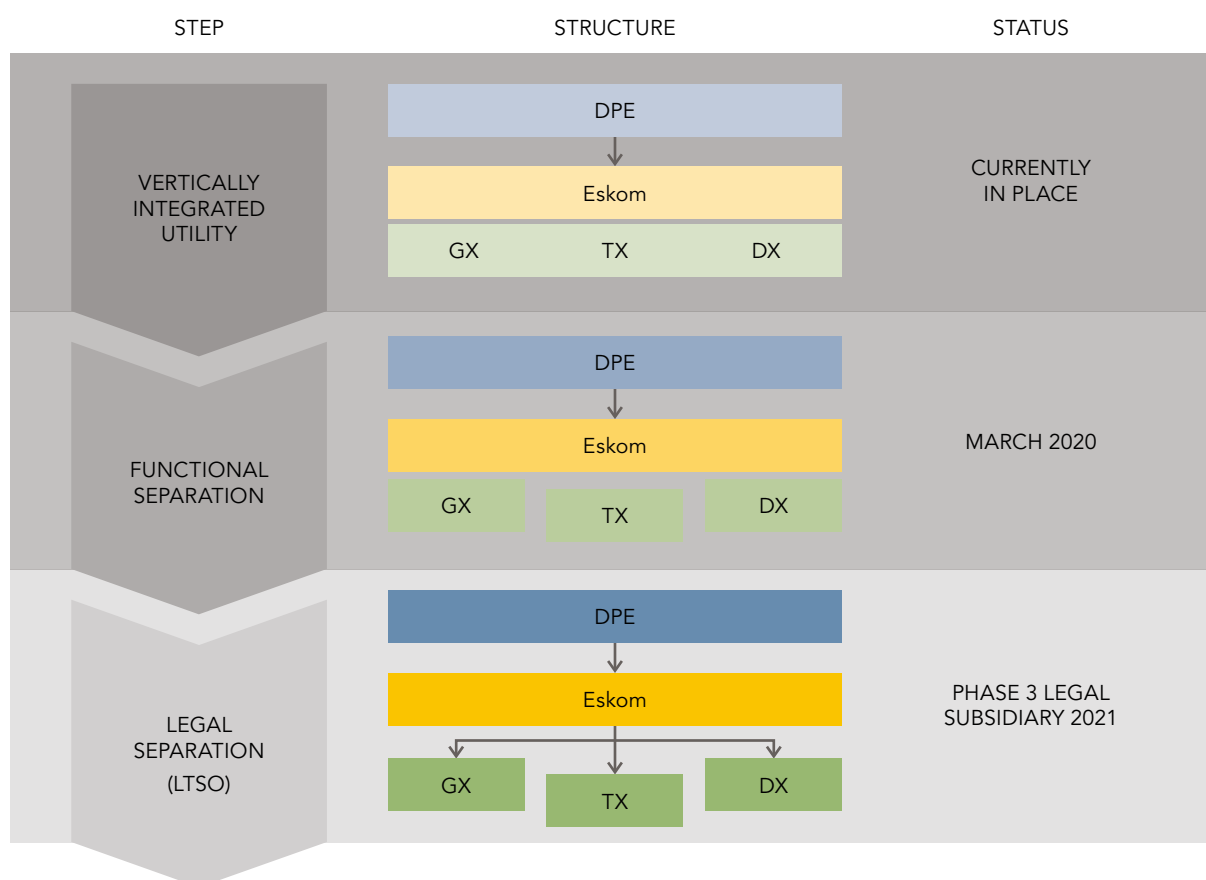 STEP
STRUCTURE
STATUS
VERTICALLY
INTEGRATED
UTILITY
DPE
Eskom
GX
TX
DX
CURRENTLY
IN PLACE
FUNCTIONAL
SEPARATION
DPE
Eskom
GX
TX
DX
MARCH 2020
LEGAL
SEPARATION
(LTSO)
DPE
Eskom
GX
TX
DX
PHASE 3 LEGAL
SUBSIDIARY 2021